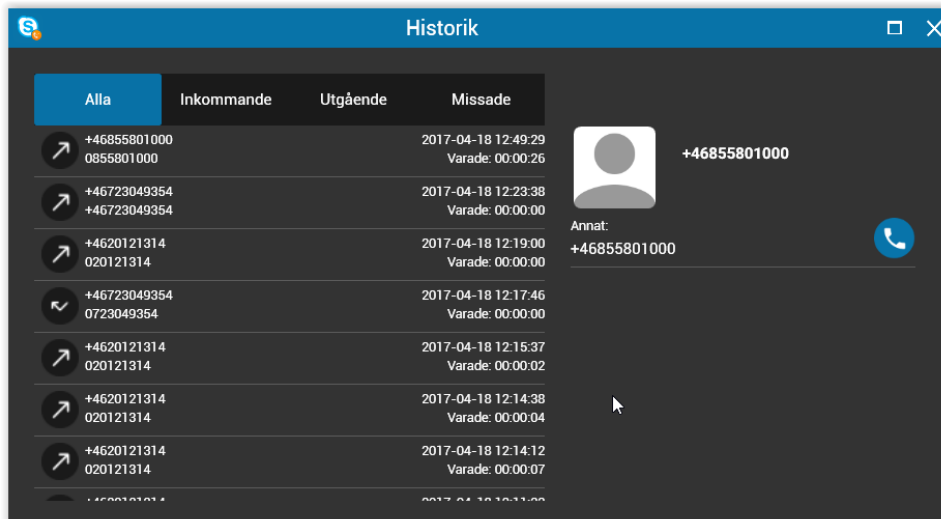 Historik
Alla Inkommande Utgående Missade
+46855801000 2017-04-18 12:49:29
0855801000 Varade: 00:00:26
+46723049354 2017-04-18 12:23:38
+46723049354 Varade: 00:00:00
+4620121314 2017-04-18 12:19:00
020121314 Varade: 00:00:00
+46723049354 2017-04-18 12:17:46
0723049354 Varade: 00:00:00
+4620121314 2017-04-18 12:15:37
020121314 Varade: 00:00:02
+4620121314 2017-04-18 12:14:38
020121314 Varade: 00:00:04
+4620121314 2017-04-18 12:14:12
020121314 Varade: 00:00:07
+46855801000
Annat:
+46855801000